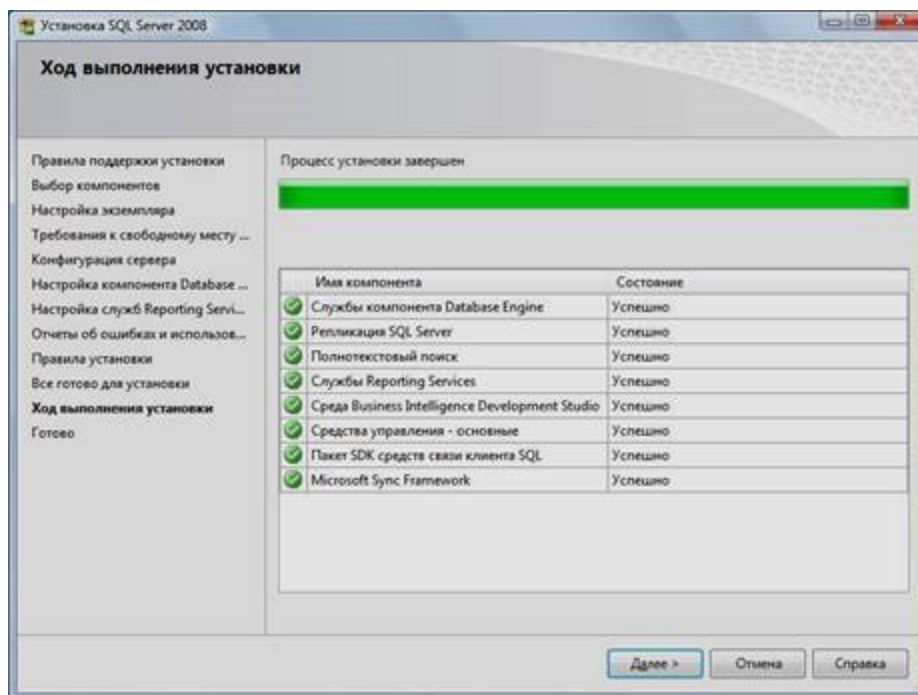 Установка SQL Server 2008
Ход выполнения установки
Правила поддержки установки
Выбор компонентов
Настройка экземпляра
Требования к свободному месту ...
Конфигурация сервера
Настройка компонента Database ...
Настройка служб Reporting Servi...
Отчеты об ошибках и использов...
Правила установки
Все готово для установки
Ход выполнения установки
Готово
Процесс установки завершен
Имя компонента Состояние
Службы компонента Database Engine Успешно
Репликация SQL Server Успешно
Полнотекстовый поиск Успешно
Службы Reporting Services Успешно
Среда Business Intelligence Development Studio Успешно
Средства управления - основные Успешно
Пакет SDK средств связи клиента SQL Успешно
Microsoft Sync Framework Успешно
Далее > Отмена Справка